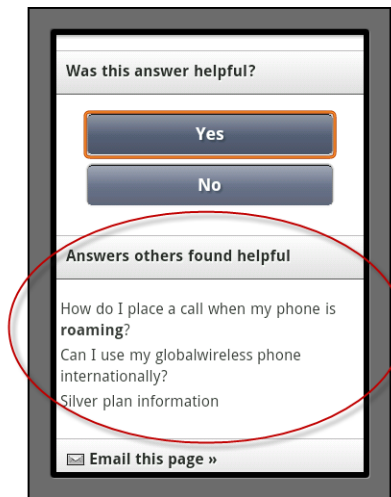 Was this answer helpful?
Yes
No
Answers others found helpful
How do I place a call when my phone is
roaming?
Can I use my globalwireless phone
internationally?
Silver plan information
Email this page »